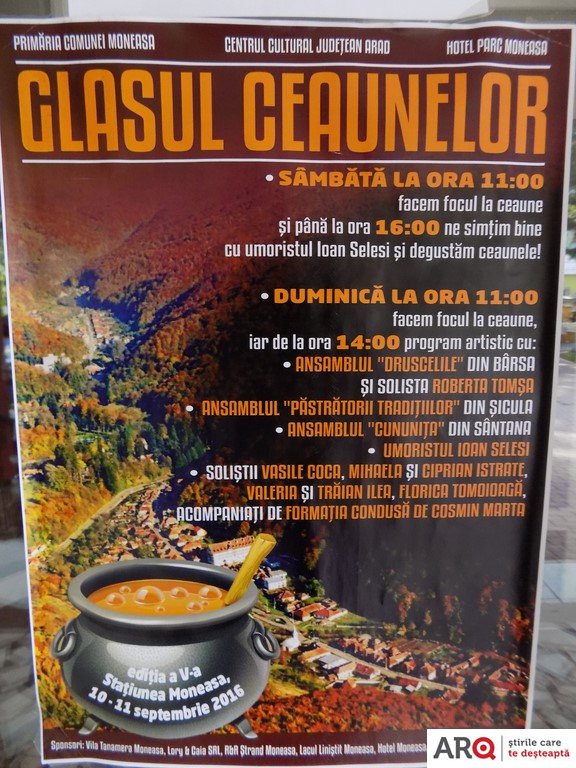 PRIMĂRIA COMUNEI MONEASA
CENTRUL CULTURAL JUDEȚEAN ARAD
HOTEL PARC MONEASA
GLASUL CEAUNELOR
• SÂMBĂTĂ LA ORA 11:00
facem focul la ceaune
și până la ora 16:00 ne simțim bine
cu umoristul Ioan Selesi și degustăm ceaunele!
• DUMINICĂ LA ORA 11:00
facem focul la ceaune,
iar de la ora 14:00 program artistic cu:
• ANSAMBLUL "DRUSCELILE" DIN BÂRSA
ȘI SOLISTA ROBERTA TOMȘA
• ANSAMBLUL "PĂSTRĂTORII TRADIȚIILOR" DIN ȘICULA
• ANSAMBLUL "CUNUNIȚA" DIN SÂNTANA
• UMORISTUL IOAN SELESI
• SOLIȘTII VASILE COCA, MIHAELA ȘI CIPRIAN ISTRATE,
VALERIA ȘI TRĂIAN ILEA, FLORICA TOMOIOAGĂ,
ACOMPANIAȚI DE FORMAȚIA CONDUSĂ DE COSMIN MARTA
ediția a V-a
Stațiunea Moneasa,
10 - 11 septembrie 2016
Sponsori: Vila Tanamera Moneasa, Lory & Caia SRL, R&R Ștrand Moneasa, Lacul Liniștit Moneasa, Hotel Moneasa,
ARQ
știrile care
te deșteaptă